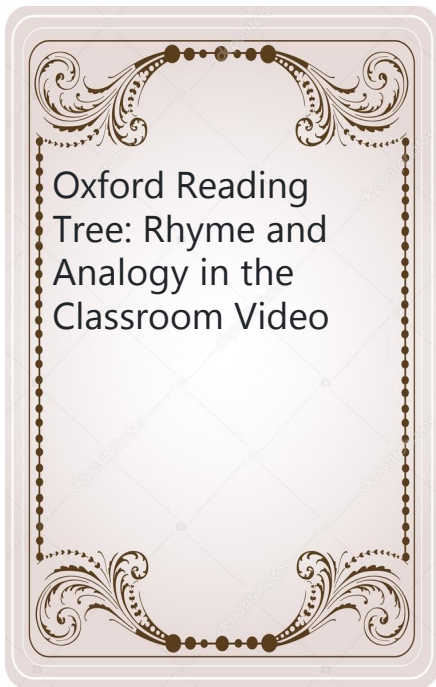 Oxford Reading
Tree: Rhyme and
Analogy in the
Classroom Video